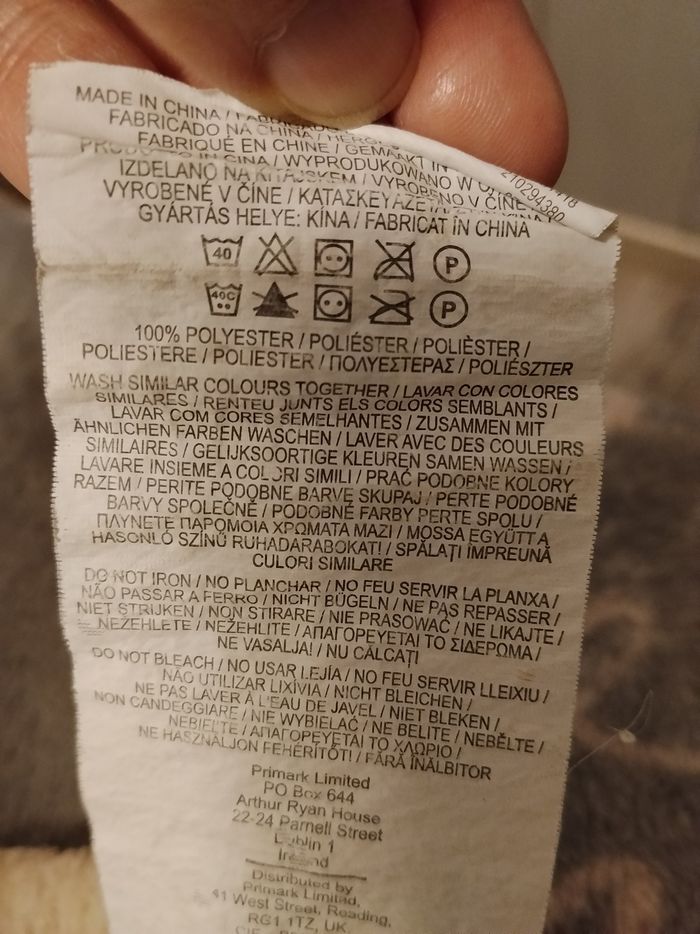 MADE IN CHINA /
FABRICADO NA CHINA /
FABRIQUÉ EN CHINE / GEMAAKT IN
PRODOTTO IN CINA / WYPRODUKOWANO W
IZDELANO NA KITAJSKEM / VYROBENO V ČÍNĚ
210294380
VYROBENÉ V ČÍNE /
GYÁRTÁS HELYE: KÍNA / FABRICAT ÎN CHINA
40 P
40C P
100% POLYESTER / POLIÉSTER / POLIÈSTER /
POLIESTERE / POLIESTER / ΠΟΛΥΕΣΤΕΡΑΣ / POLIÉSZTER
WASH SIMILAR COLOURS TOGETHER / LAVAR CON COLORES
SIMILARES / RENTEU JUNTS ELS COLORS SEMBLANTS /
LAVAR COM CORES SEMELHANTES / ZUSAMMEN MIT
ÄHNLICHEN FARBEN WASCHEN / LAVER AVEC DES COULEURS
SIMILAIRES / GELIJKSOORTIGE KLEUREN SAMEN WASSEN /
LAVARE INSIEME A COLORI SIMILI / PRAĆ PODOBNE KOLORY
RAZEM / PERITE PODOBNE BARVE SKUPAJ / PERTE PODOBNÉ
BARVY SPOLEČNĚ / PODOBNÉ FARBY PERTE SPOLU /
ΠΛΥΝΕΤΕ ΠΑΡΟΜΟΙΑ ΧΡΩΜΑΤΑ ΜΑΖΙ / MOSSA EGYÜTT A
HASONLÓ SZÍNŰ RUHADARABOKAT! / SPĂLAȚI ÎMPREUNĂ
CULORI SIMILARE
DO NOT IRON / NO PLANCHAR / NO FEU SERVIR LA PLANXA /
NÃO PASSAR A FERRO / NICHT BÜGELN / NE PAS REPASSER /
NIET STRIJKEN / NON STIRARE / NIE PRASOWAĆ / NE LIKAJTE /
NEŽEHLETE / NEŽEHLITE / ΑΠΑΓΟΡΕΥΕΤΑΙ ΤΟ ΣΙΔΕΡΩΜΑ /
NE VASALJA! / NU CĂLCAȚI
DO NOT BLEACH / NO USAR LEJÍA / NO FEU SERVIR LLEIXIU /
NÃO UTILIZAR LIXÍVIA / NICHT BLEICHEN /
NE PAS LAVER À L'EAU DE JAVEL / NIET BLEKEN /
NON CANDEGGIARE / NIE WYBIELAĆ / NE BELITE / NEBĚLTE /
NEBIEĽTE / ΑΠΑΓΟΡΕΥΕΤΑΙ ΤΟ ΧΛΩΡΙΟ /
NE HASZNÁLJON FEHÉRÍTŐT! / FĂRĂ ÎNĂLBITOR
Primark Limited
PO Box 644
Arthur Ryan House
22-24 Parnell Street
Dublin 1
Ireland
Distributed by
Primark Limited,
41 West Street, Reading,
RG1 1TZ, UK